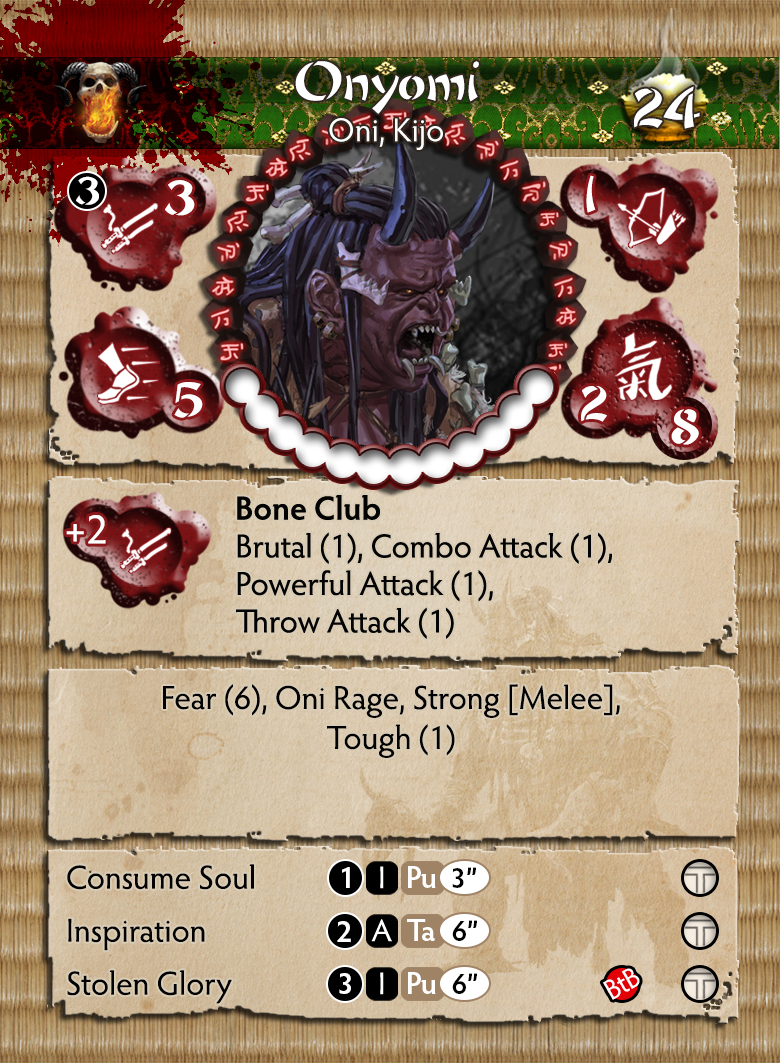 Onyomi
24
Oni, Kijo
3 3
1
5
氣
2 8
+2
Bone Club
Brutal (1), Combo Attack (1),
Powerful Attack (1),
Throw Attack (1)
Fear (6), Oni Rage, Strong [Melee],
Tough (1)
Consume Soul 1 I Pu 3" T
Inspiration 2 A Ta 6" T
Stolen Glory 3 I Pu 6" BtB T